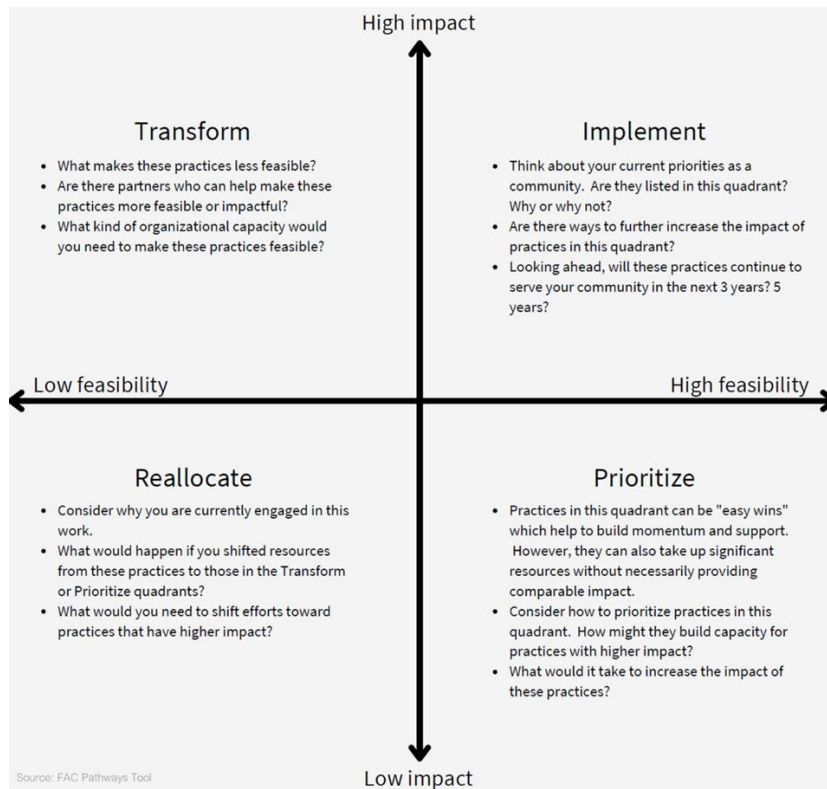 High impact
Transform
• What makes these practices less feasible?
• Are there partners who can help make these
practices more feasible or impactful?
• What kind of organizational capacity would
you need to make these practices feasible?
Implement
• Think about your current priorities as a
community. Are they listed in this quadrant?
Why or why not?
• Are there ways to further increase the impact of
practices in this quadrant?
• Looking ahead, will these practices continue to
serve your community in the next 3 years? 5
years?
Low feasibility
High feasibility
Reallocate
• Consider why you are currently engaged in this
work.
• What would happen if you shifted resources
from these practices to those in the Transform
or Prioritize quadrants?
• What would you need to shift efforts toward
practices that have higher impact?
Prioritize
• Practices in this quadrant can be "easy wins"
which help to build momentum and support.
However, they can also take up significant
resources without necessarily providing
comparable impact.
• Consider how to prioritize practices in this
quadrant. How might they build capacity for
practices with higher impact?
• What would it take to increase the impact of
these practices?
Source: FAC Pathways Tool
Low impact